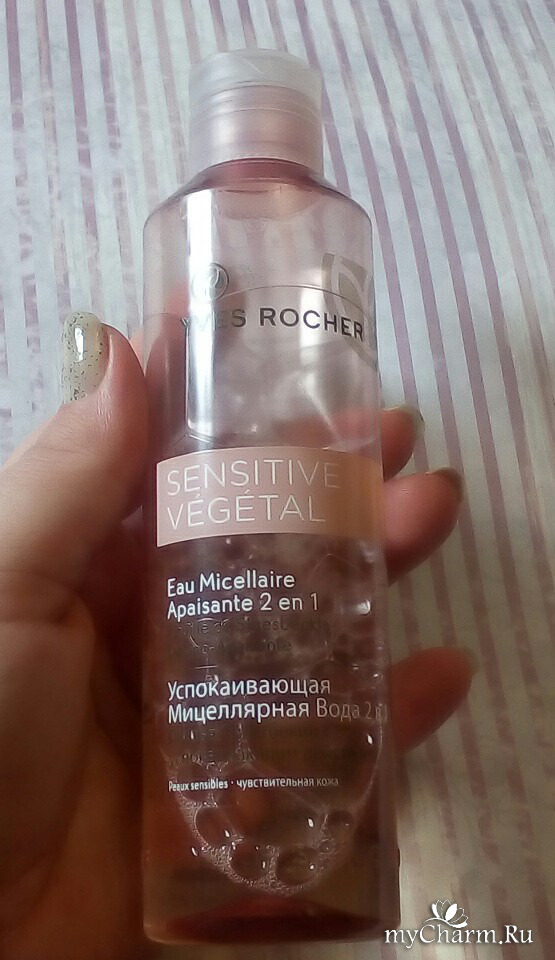 YVES ROCHER
SENSITIVE
VÉGÉTAL
Eau Micellaire
Apaisante 2 en 1
Успокаивающая
Мицеллярная Вода 2
Peaux sensibles · чувствительная кожа
myCharm.Ru